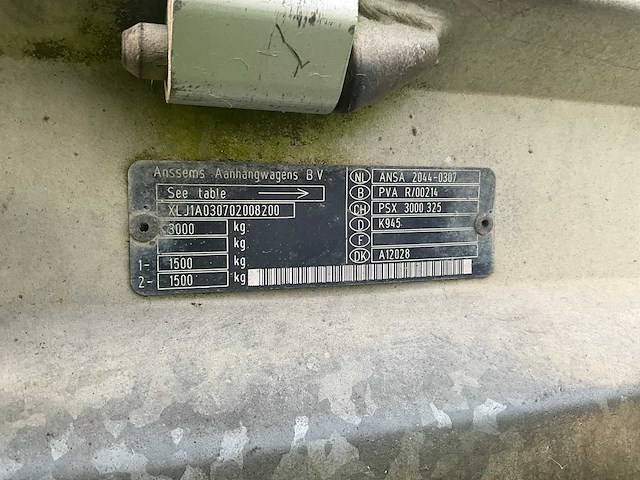 Anssems Aanhangwagens B.V
See table
XLJ1A030702008200
3000 kg
kg
1- 1500 kg
2- 1500 kg
NL ANSA 2044-0307
B PVA R/00214
CH PSX 3000.325
D K945
F
DK A12028